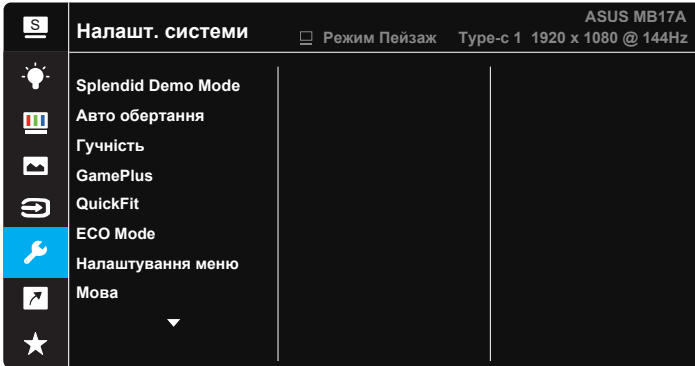 S
Налашт. системи
ASUS MB17A
Режим Пейзаж Type-c 1 1920 x 1080 @ 144Hz
Splendid Demo Mode
Авто обертання
Гучність
GamePlus
QuickFit
ECO Mode
Налаштування меню
Мова